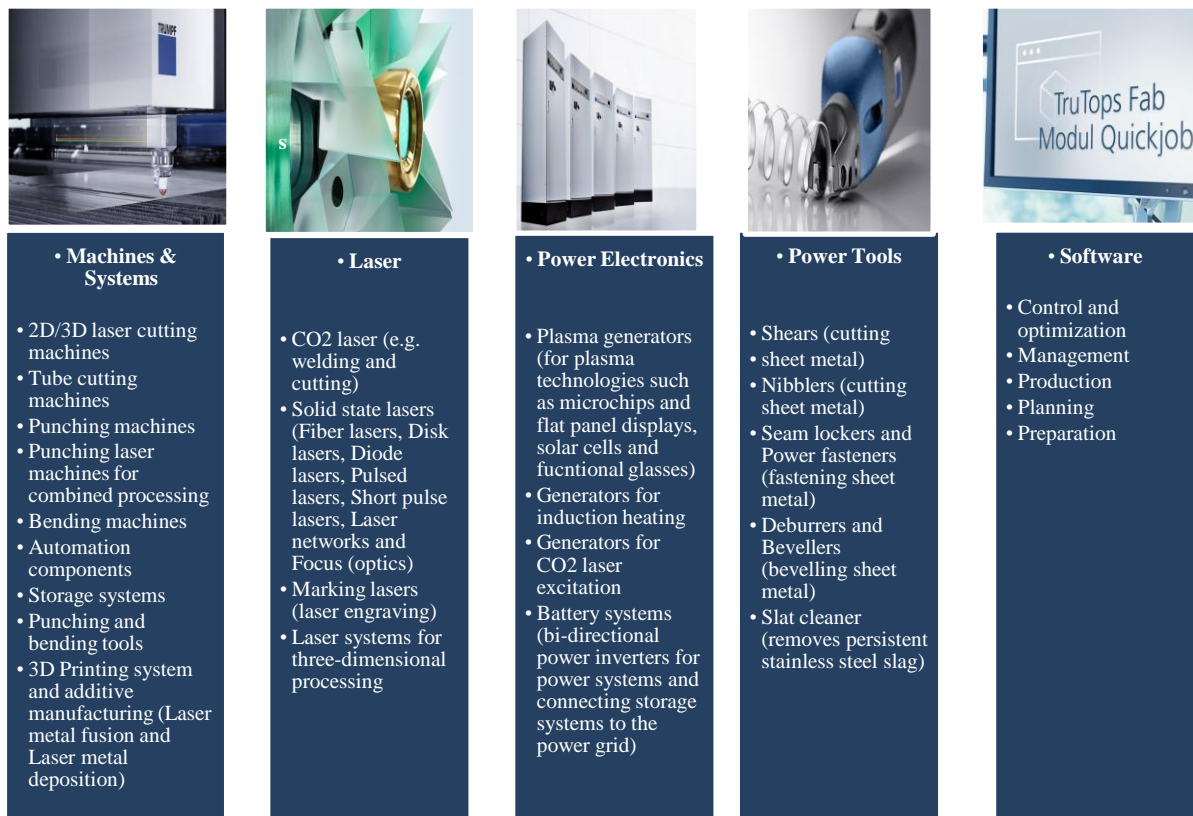 TRUMPF
s
TruTops Fab
Modul Quickjob
• Machines &
Systems
• 2D/3D laser cutting
machines
• Tube cutting
machines
• Punching machines
• Punching laser
machines for
combined processing
• Bending machines
• Automation
components
• Storage systems
• Punching and
bending tools
• 3D Printing system
and additive
manufacturing (Laser
metal fusion and
Laser metal
deposition)
• Laser
• CO2 laser (e.g.
welding and
cutting)
• Solid state lasers
(Fiber lasers, Disk
lasers, Diode
lasers, Pulsed
lasers, Short pulse
lasers, Laser
networks and
Focus (optics)
• Marking lasers
(laser engraving)
• Laser systems for
three-dimensional
processing
• Power Electronics
• Plasma generators
(for plasma
technologies such
as microchips and
flat panel displays,
solar cells and
fucntional glasses)
• Generators for
induction heating
• Generators for
CO2 laser
excitation
• Battery systems
(bi-directional
power inverters for
power systems and
connecting storage
systems to the
power grid)
• Power Tools
• Shears (cutting
• sheet metal)
• Nibblers (cutting
sheet metal)
• Seam lockers and
Power fasteners
(fastening sheet
metal)
• Deburrers and
Bevellers
(bevelling sheet
metal)
• Slat cleaner
(removes persistent
stainless steel slag)
• Software
• Control and
optimization
• Management
• Production
• Planning
• Preparation